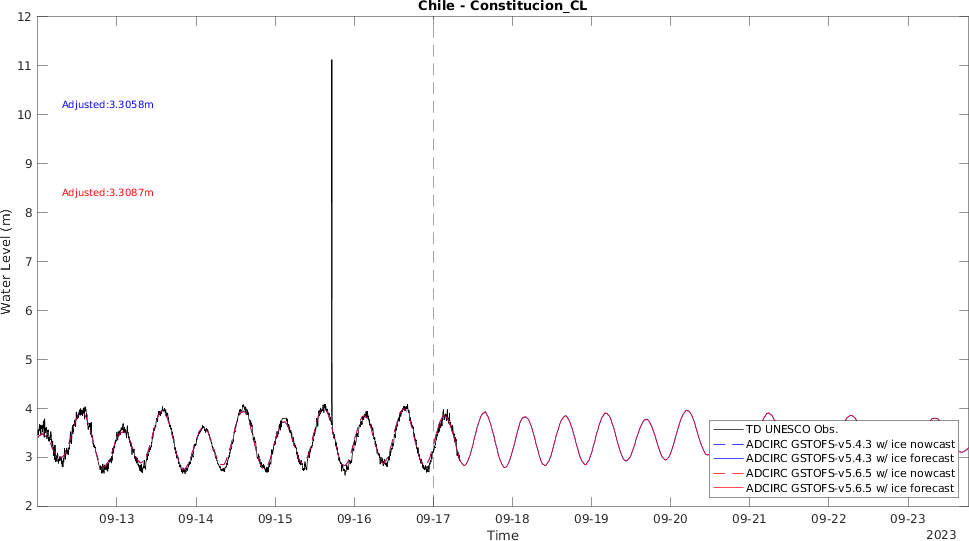 Chile - Constitucion_CL
12
11
10
9
8
7
6
5
4
3
2
Water Level (m)
Adjusted:3.3058m
Adjusted:3.3087m
TD UNESCO Obs.
ADCIRC GSTOFS-v5.4.3 w/ ice nowcast
ADCIRC GSTOFS-v5.4.3 w/ ice forecast
ADCIRC GSTOFS-v5.6.5 w/ ice nowcast
ADCIRC GSTOFS-v5.6.5 w/ ice forecast
09-13 09-14 09-15 09-16 09-17 09-18 09-19 09-20 09-21 09-22 09-23
Time
2023